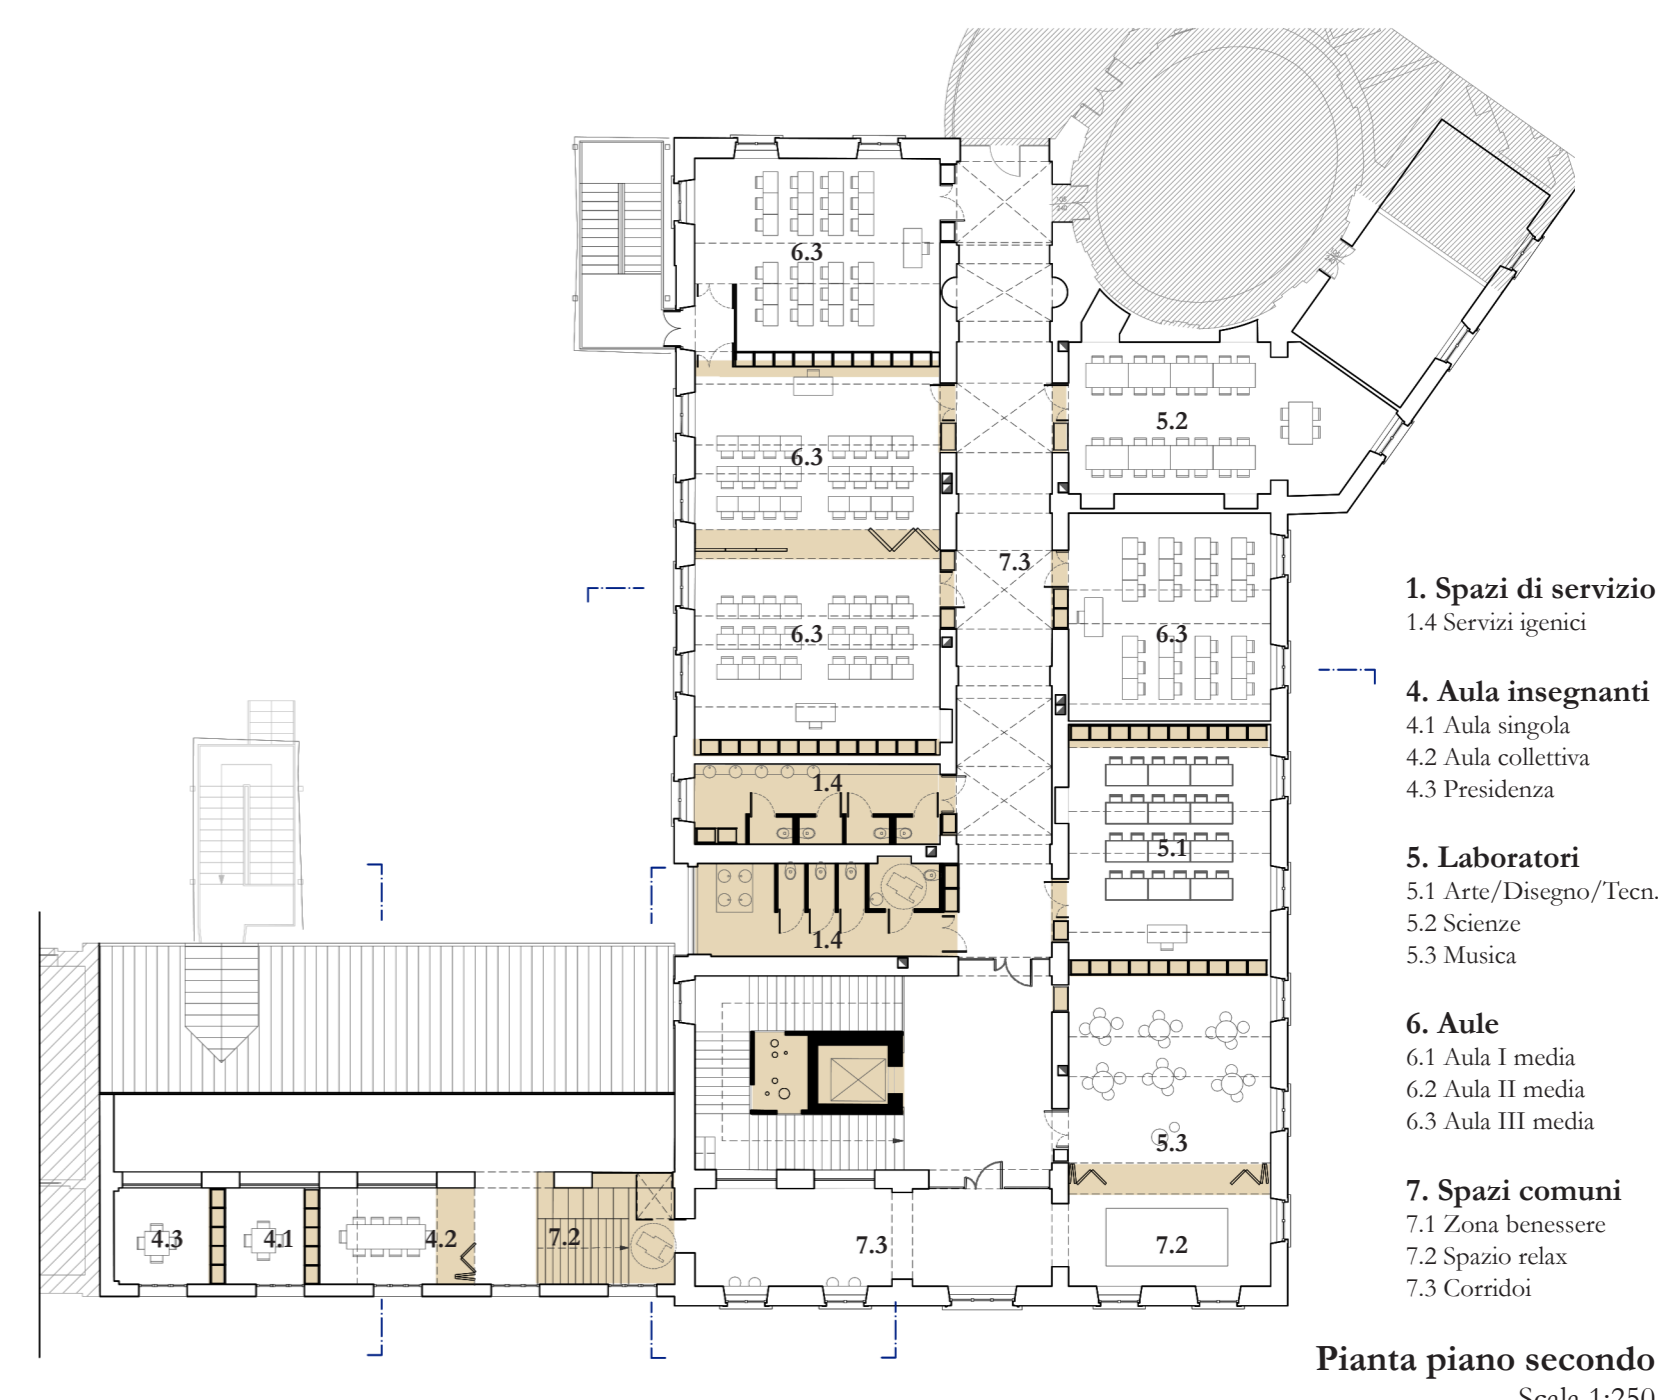 6.3
6.3
5.2
7.3
6.3
6.3
1.4
5.1
1.4
5.3
4.3
4.1
4.2
7.2
7.3
7.2
1. Spazi di servizio
1.4 Servizi igenici
4. Aula insegnanti
4.1 Aula singola
4.2 Aula collettiva
4.3 Presidenza
5. Laboratori
5.1 Arte/Disegno/Tecn.
5.2 Scienze
5.3 Musica
6. Aule
6.1 Aula I media
6.2 Aula II media
6.3 Aula III media
7. Spazi comuni
7.1 Zona benessere
7.2 Spazio relax
7.3 Corridoi
Pianta piano secondo
Scala 1:250